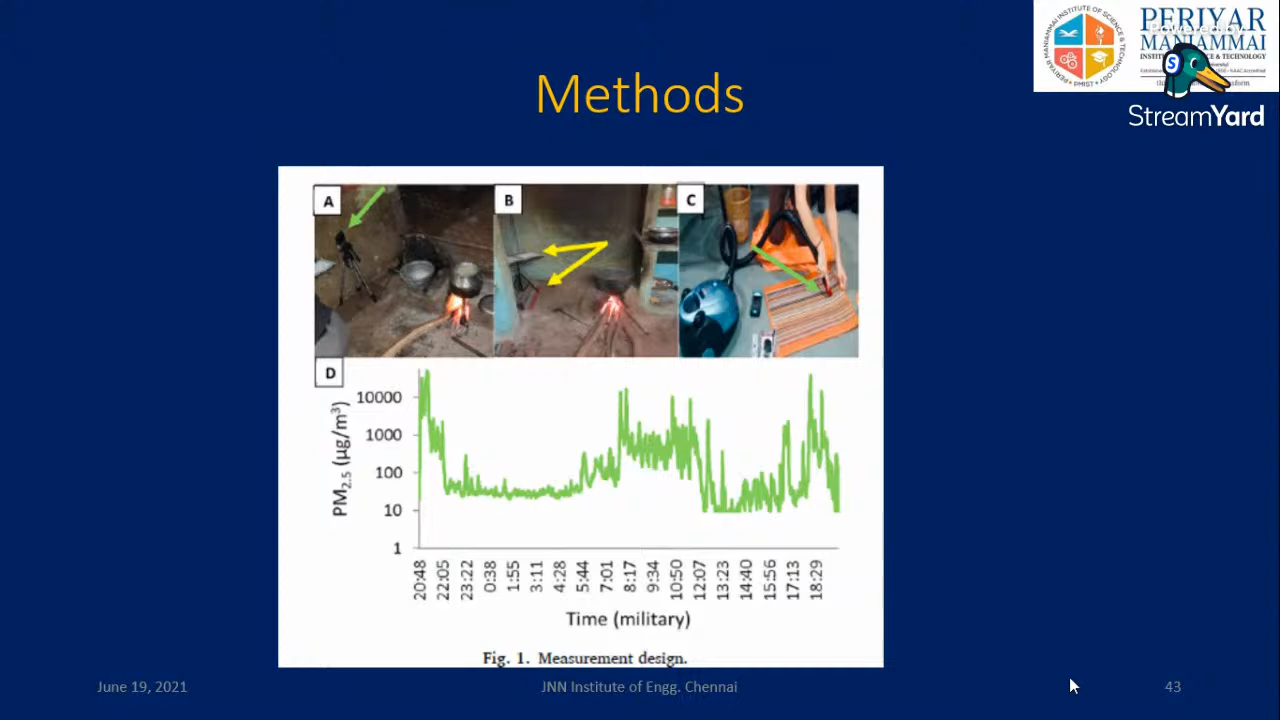 PERIYAR
MANIAMMAI
StreamYard
Methods
A
B
C
D
PM2.5 (µg/m³)
10000
1000
100
10
1
20:48
22:05
23:22
0:38
1:55
3:11
4:28
5:44
7:01
8:17
9:34
10:50
12:07
13:23
14:40
15:56
17:13
18:29
Time (military)
Fig. 1. Measurement design.
June 19, 2021
JNN Institute of Engg. Chennai
43